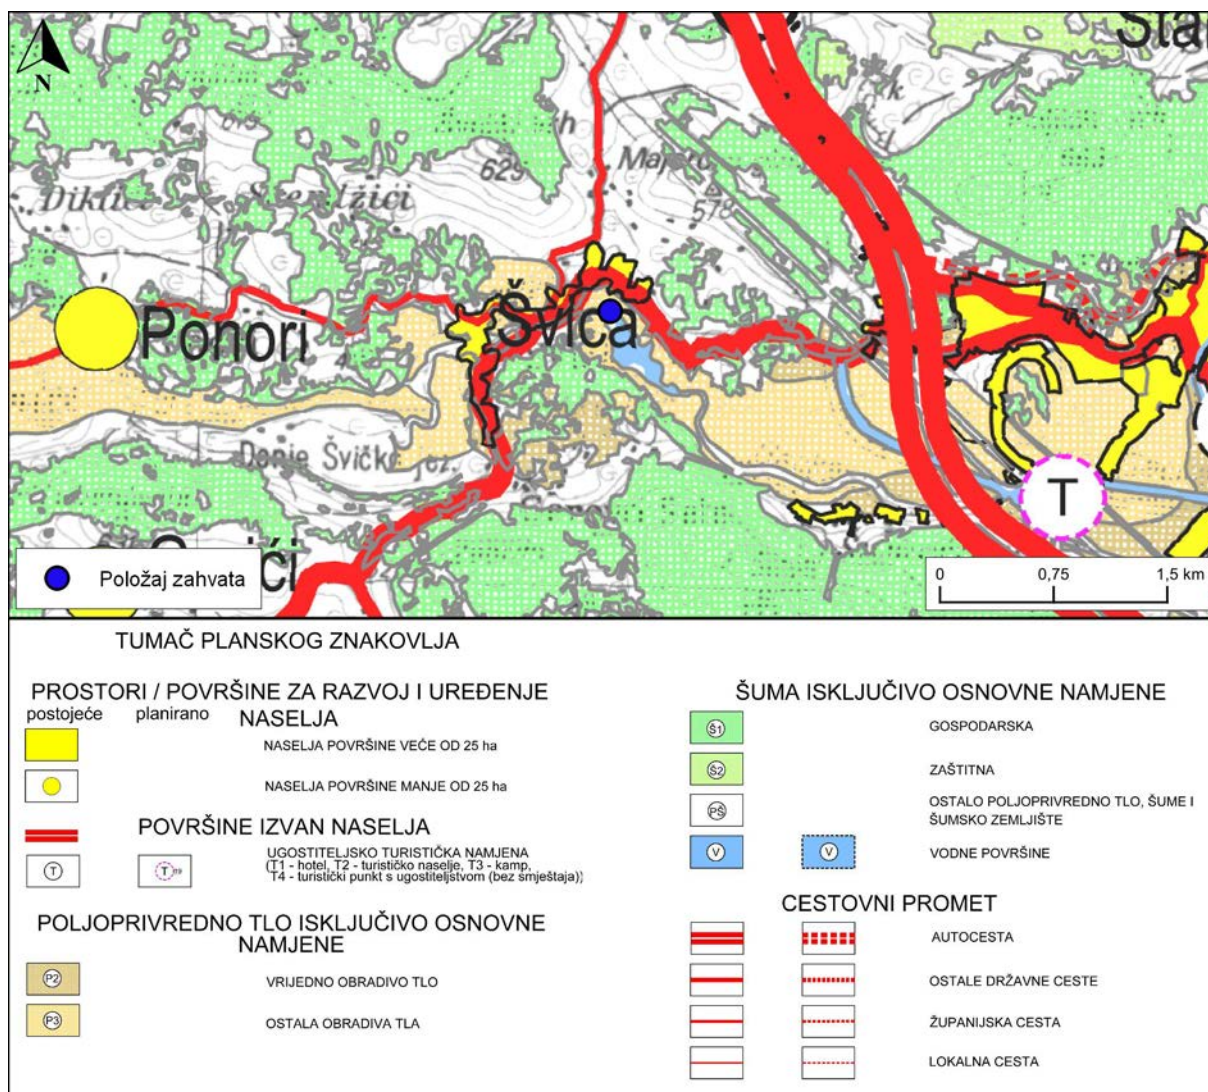 N
629
578
Ponori
Švica
T
Položaj zahvata
0 0,75 1,5 km
TUMAČ PLANSKOG ZNAKOVLJA
PROSTORI / POVRŠINE ZA RAZVOJ I UREĐENJE
postojeće planirano NASELJA
NASELJA POVRŠINE VEĆE OD 25 ha
NASELJA POVRŠINE MANJE OD 25 ha
POVRŠINE IZVAN NASELJA
T
T
UGOSTITELJSKO TURISTIČKA NAMJENA
(T1 - hotel, T2 - turističko naselje, T3 - kamp,
T4 - turistički punkt s ugostiteljstvom (bez smještaja))
POLJOPRIVREDNO TLO ISKLJUČIVO OSNOVNE
NAMJENE
P2 VRIJEDNO OBRADIVO TLO
P3 OSTALA OBRADIVA TLA
ŠUMA ISKLJUČIVO OSNOVNE NAMJENE
Š1 GOSPODARSKA
Š2 ZAŠTITNA
PŠ OSTALO POLJOPRIVREDNO TLO, ŠUME I
ŠUMSKO ZEMLJIŠTE
V V VODNE POVRŠINE
CESTOVNI PROMET
AUTOCESTA
OSTALE DRŽAVNE CESTE
ŽUPANIJSKA CESTA
LOKALNA CESTA